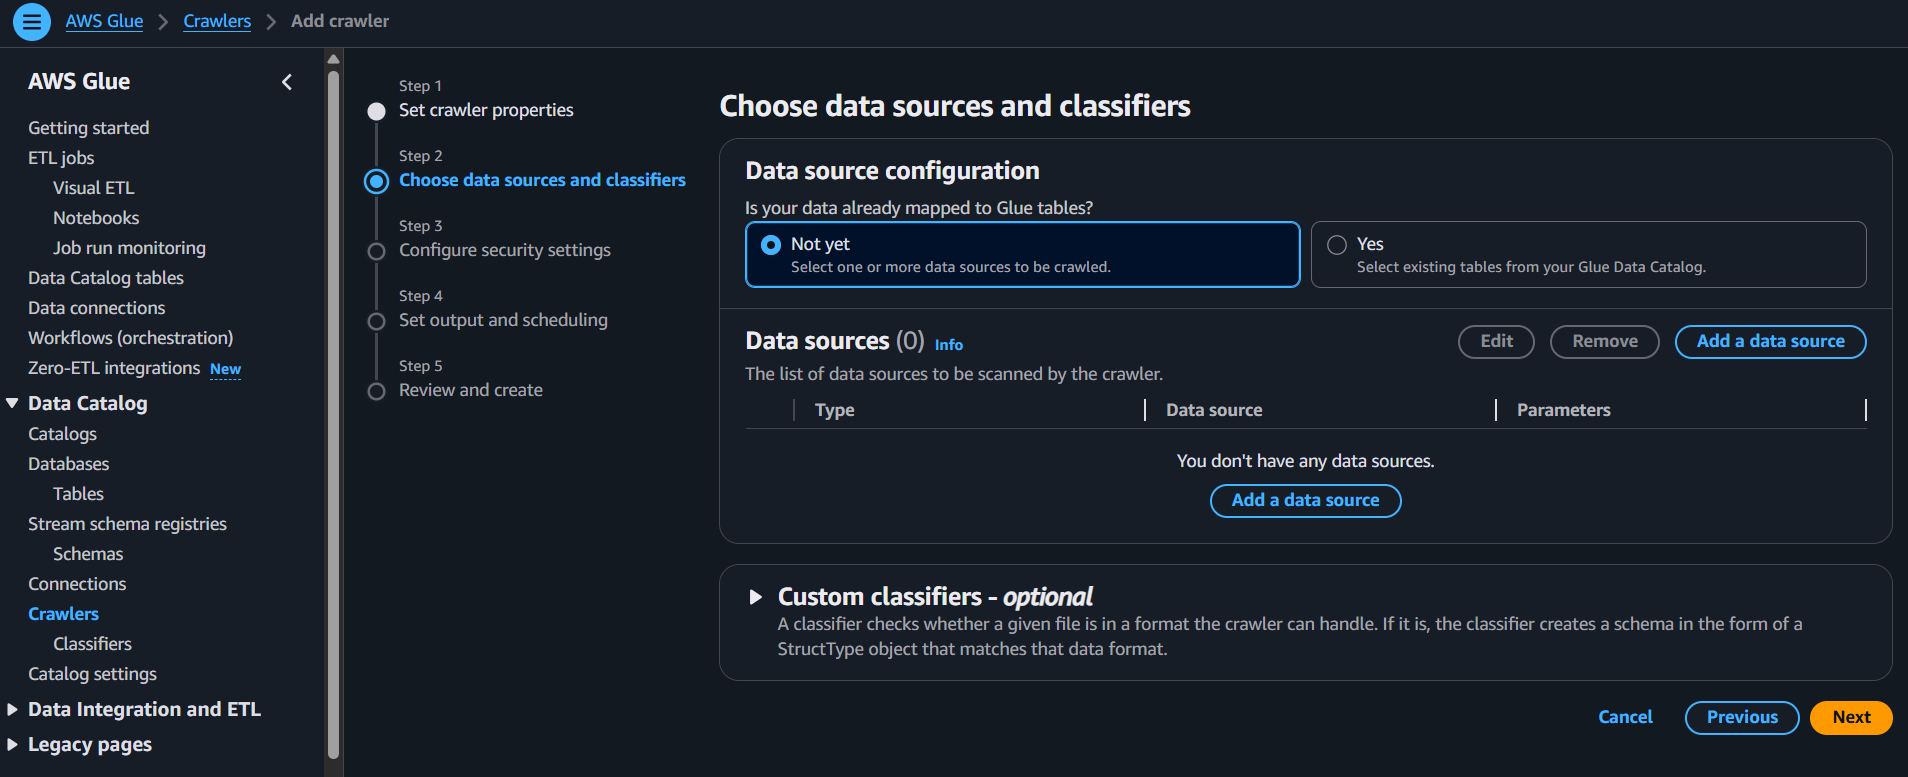 AWS Glue > Crawlers > Add crawler
AWS Glue
Getting started
ETL jobs
Visual ETL
Notebooks
Job run monitoring
Data Catalog tables
Data connections
Workflows (orchestration)
Zero-ETL integrations New
Data Catalog
Catalogs
Databases
Tables
Stream schema registries
Schemas
Connections
Crawlers
Classifiers
Catalog settings
Data Integration and ETL
Legacy pages
Step 1
Set crawler properties
Step 2
Choose data sources and classifiers
Step 3
Configure security settings
Step 4
Set output and scheduling
Step 5
Review and create
Choose data sources and classifiers
Data source configuration
Is your data already mapped to Glue tables?
Not yet
Select one or more data sources to be crawled.
Yes
Select existing tables from your Glue Data Catalog.
Data sources (0) Info
Edit Remove Add a data source
The list of data sources to be scanned by the crawler.
Type Data source Parameters
You don't have any data sources.
Add a data source
Custom classifiers - optional
A classifier checks whether a given file is in a format the crawler can handle. If it is, the classifier creates a schema in the form of a
StructType object that matches that data format.
Cancel Previous Next